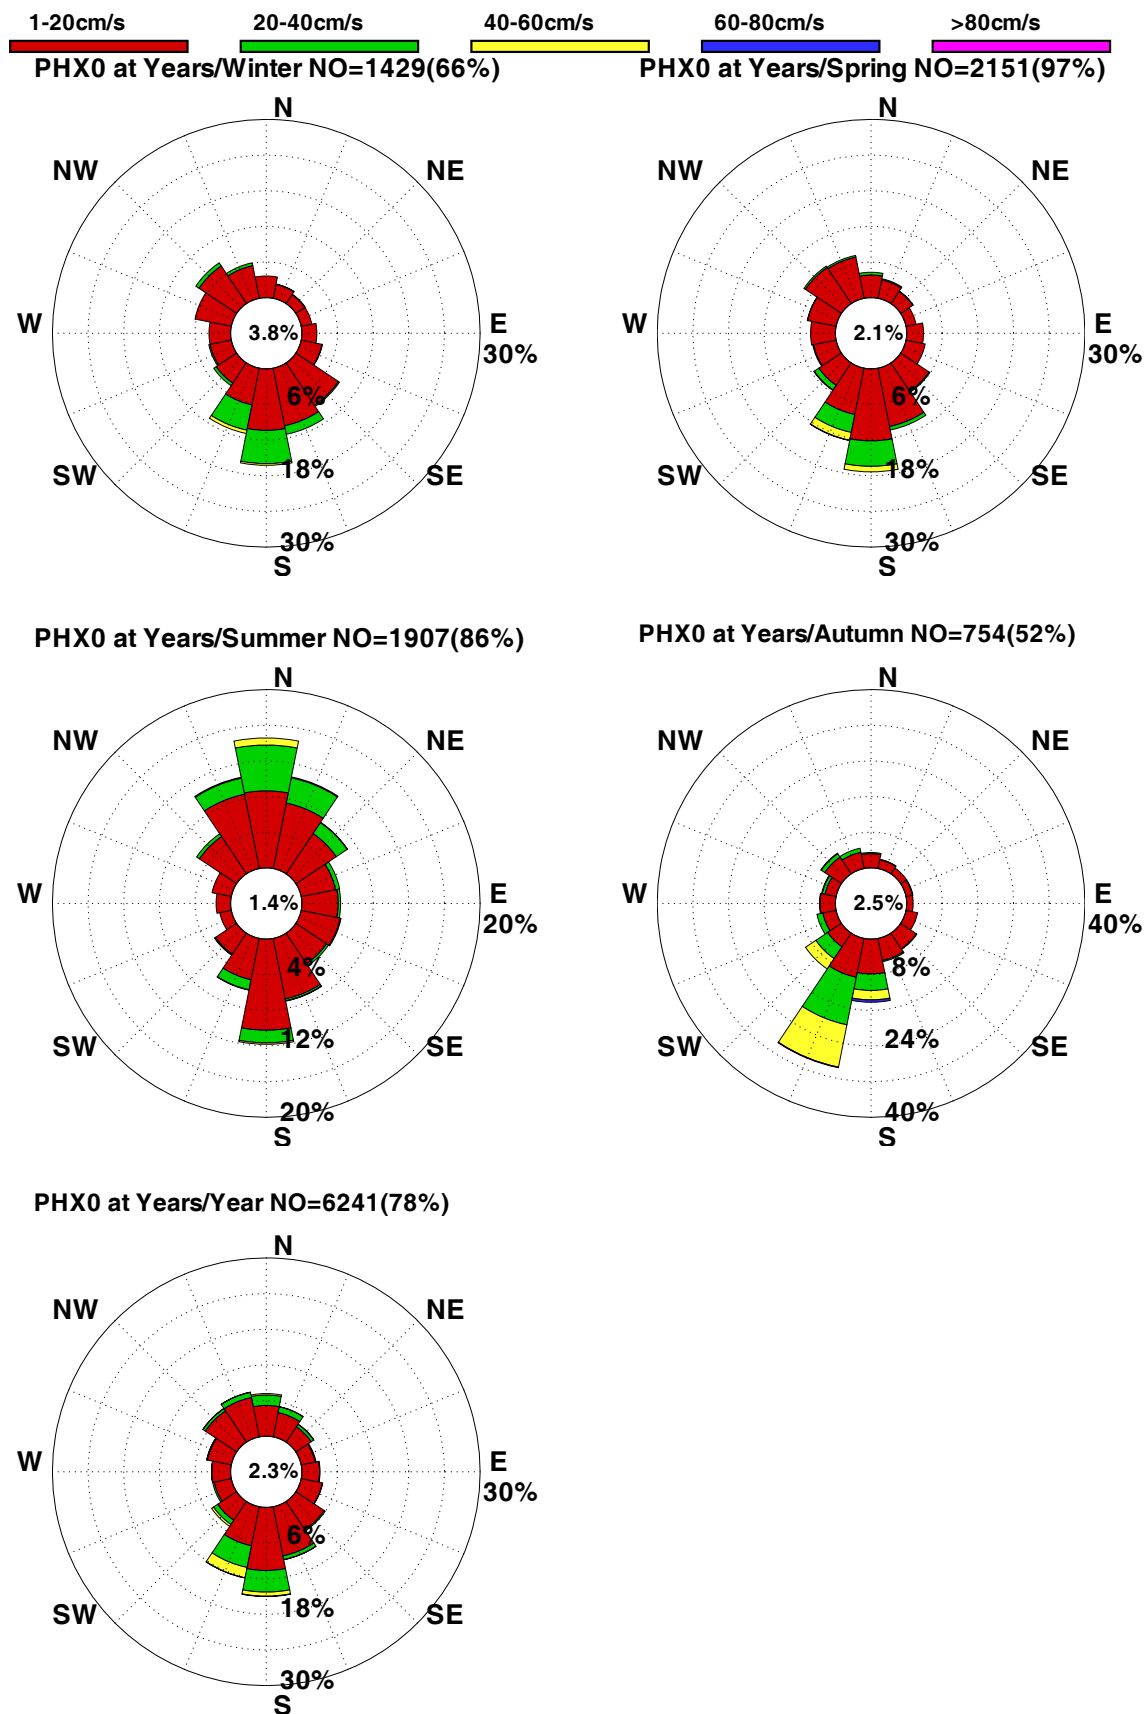 1-20cm/s 20-40cm/s 40-60cm/s 60-80cm/s >80cm/s
PHX0 at Years/Winter NO=1429(66%) PHX0 at Years/Spring NO=2151(97%)
N N
NW NE NW NE
W 3.8% E W 2.1% E
30% 30%
6% 6%
SW 18% SE SW 18% SE
30% 30%
S S
PHX0 at Years/Summer NO=1907(86%) PHX0 at Years/Autumn NO=754(52%)
N N
NW NE NW NE
W 1.4% E W 2.5% E
20% 40%
4% 8%
SW 12% SE SW 24% SE
20% 40%
S S
PHX0 at Years/Year NO=6241(78%)
N
NW NE
W 2.3% E
30%
6%
SW 18% SE
30%
S